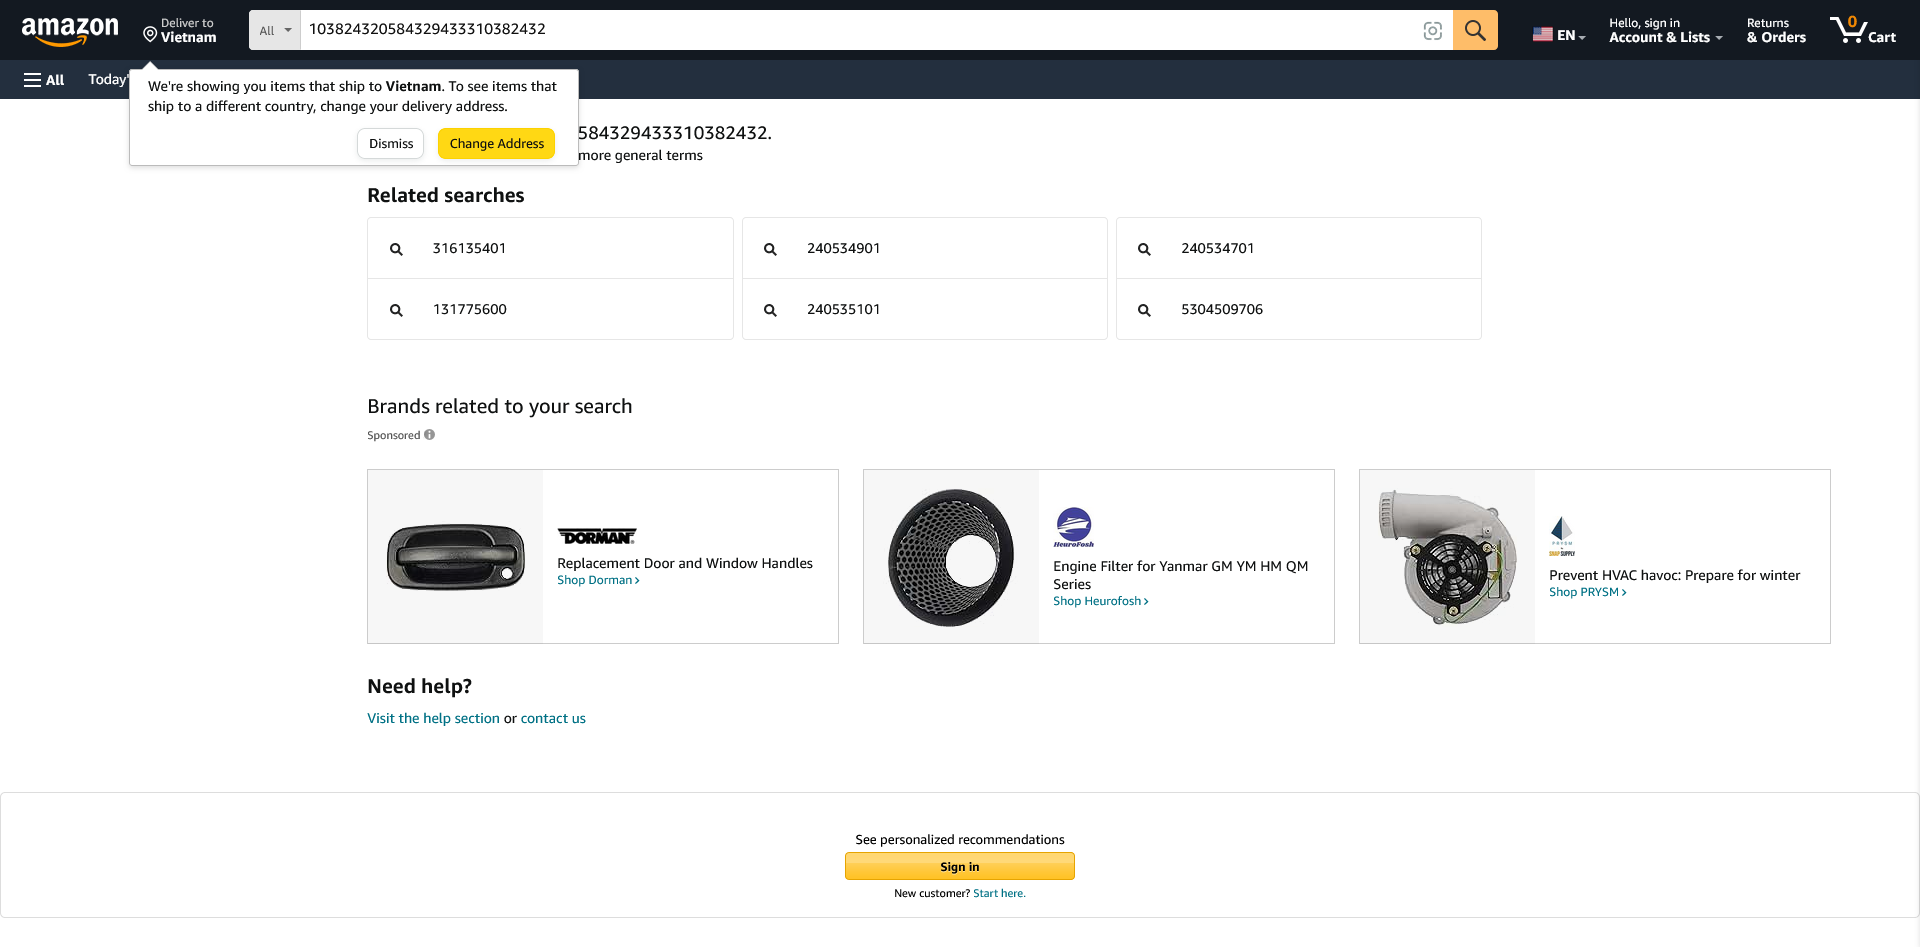 amazon
Deliver to
Vietnam
All
103824320584329433310382432
EN
Hello, sign in
Account & Lists
Returns
& Orders
0
Cart
All
Today'
We're showing you items that ship to Vietnam. To see items that
ship to a different country, change your delivery address.
Dismiss
Change Address
584329433310382432.
more general terms
Related searches
316135401
240534901
240534701
131775600
240535101
5304509706
Brands related to your search
Sponsored
DORMAN
Replacement Door and Window Handles
Shop Dorman ›
HeuroFosh
Engine Filter for Yanmar GM YM HM QM
Series
Shop Heurofosh ›
PRYSM
SNAP SUPPLY
Prevent HVAC havoc: Prepare for winter
Shop PRYSM ›
Need help?
Visit the help section or contact us
See personalized recommendations
Sign in
New customer? Start here.